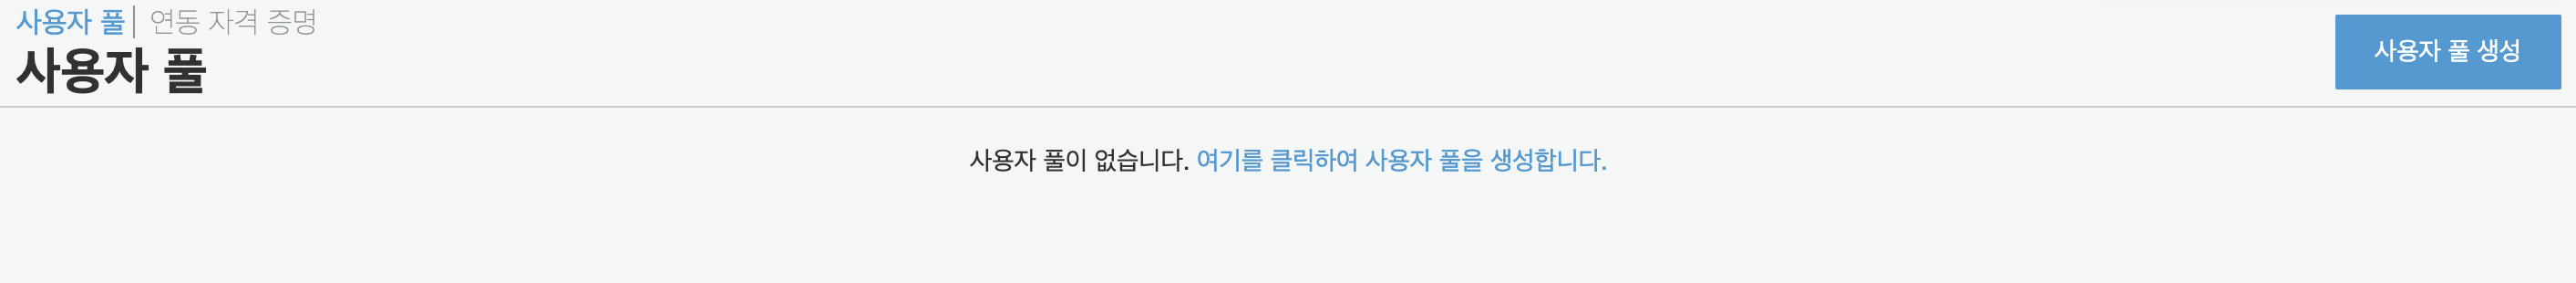 사용자 풀 | 연동 자격 증명
사용자 풀
사용자 풀 생성
사용자 풀이 없습니다. 여기를 클릭하여 사용자 풀을 생성합니다.